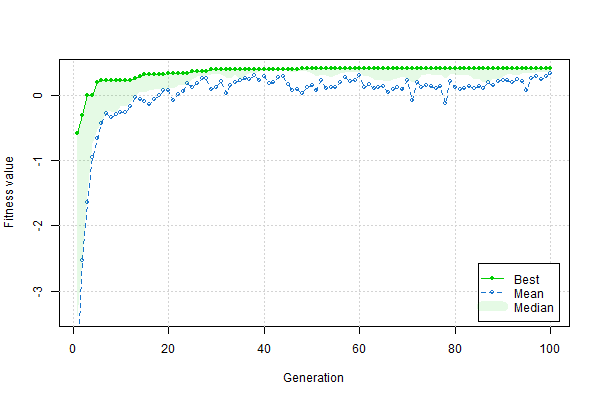 Fitness value
0
-1
-2
-3
Best
Mean
Median
0 20 40 60 80 100
Generation